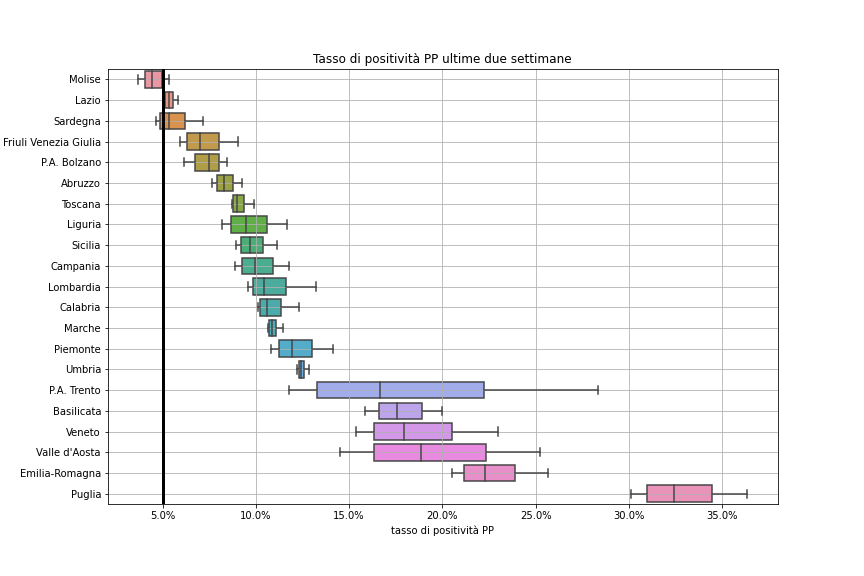 Tasso di positività PP ultime due settimane
Molise
Lazio
Sardegna
Friuli Venezia Giulia
P.A. Bolzano
Abruzzo
Toscana
Liguria
Sicilia
Campania
Lombardia
Calabria
Marche
Piemonte
Umbria
P.A. Trento
Basilicata
Veneto
Valle d'Aosta
Emilia-Romagna
Puglia
5.0% 10.0% 15.0% 20.0% 25.0% 30.0% 35.0%
tasso di positività PP